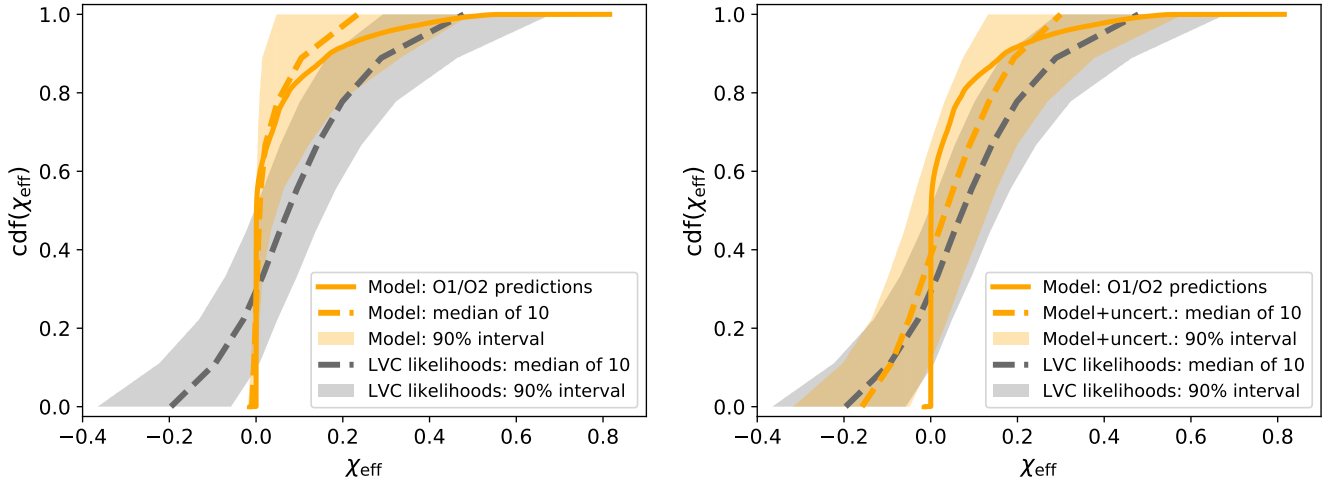 1.0
0.8
0.6
0.4
0.2
0.0
cdf(χeff)
−0.4 −0.2 0.0 0.2 0.4 0.6 0.8
χeff
Model: O1/O2 predictions
Model: median of 10
Model: 90% interval
LVC likelihoods: median of 10
LVC likelihoods: 90% interval
1.0
0.8
0.6
0.4
0.2
0.0
cdf(χeff)
−0.4 −0.2 0.0 0.2 0.4 0.6 0.8
χeff
Model: O1/O2 predictions
Model+uncert.: median of 10
Model+uncert.: 90% interval
LVC likelihoods: median of 10
LVC likelihoods: 90% interval